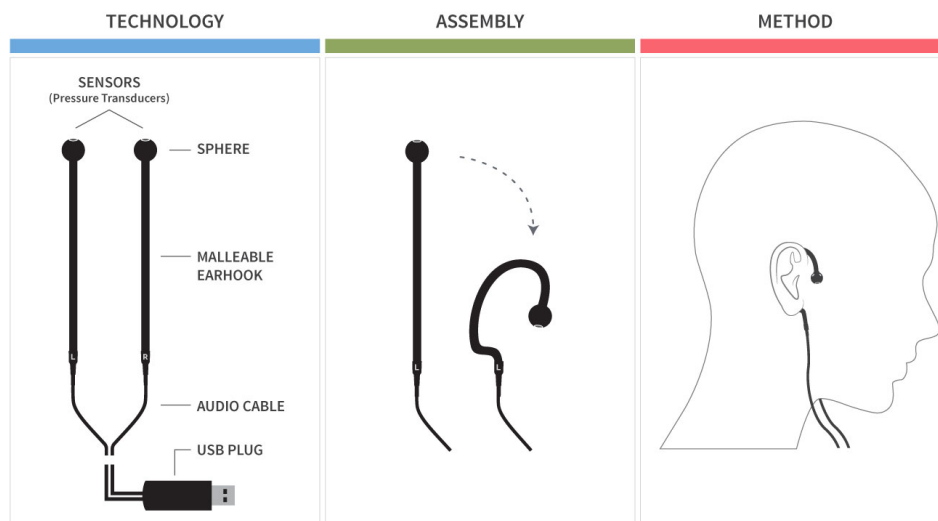 TECHNOLOGY
SENSORS
(Pressure Transducers)
SPHERE
MALLEABLE
EARHOOK
L
R
AUDIO CABLE
USB PLUG
ASSEMBLY
L
L
METHOD